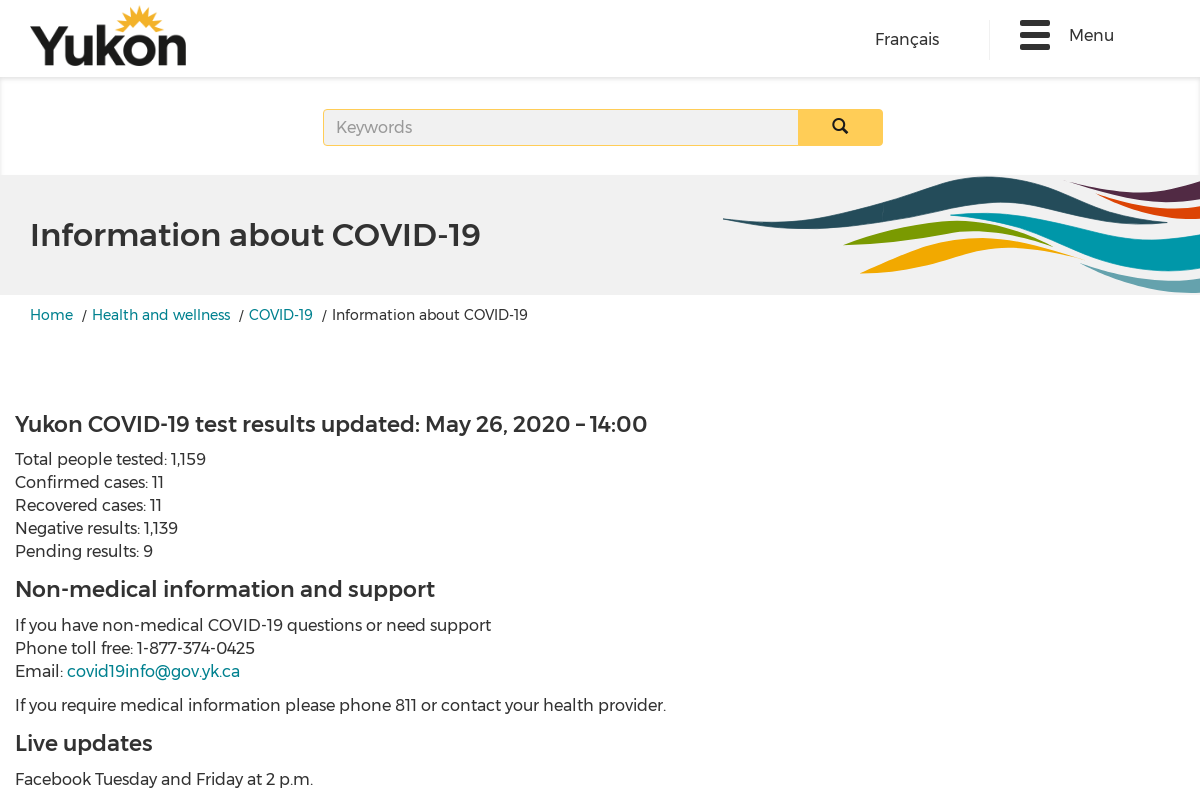 Yukon
Français
Menu
Keywords
Information about COVID-19
Home / Health and wellness / COVID-19 / Information about COVID-19
Yukon COVID-19 test results updated: May 26, 2020 – 14:00
Total people tested: 1,159
Confirmed cases: 11
Recovered cases: 11
Negative results: 1,139
Pending results: 9
Non-medical information and support
If you have non-medical COVID-19 questions or need support
Phone toll free: 1-877-374-0425
Email: covid19info@gov.yk.ca
If you require medical information please phone 811 or contact your health provider.
Live updates
Facebook Tuesday and Friday at 2 p.m.